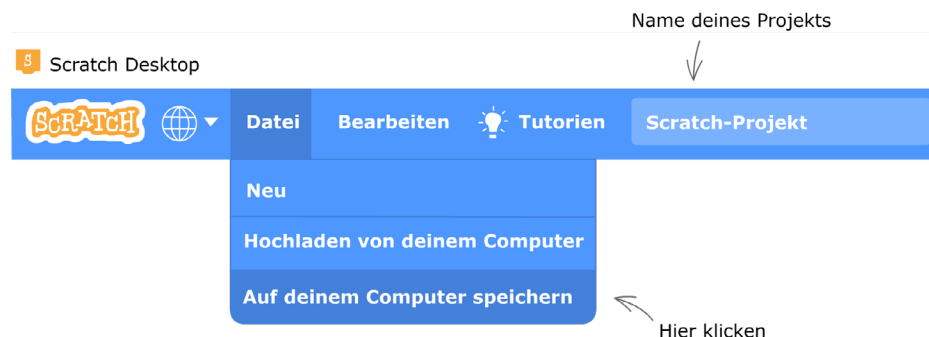 Name deines Projekts
S Scratch Desktop
SCRATCH Datei Bearbeiten Tutorien Scratch-Projekt
Neu
Hochladen von deinem Computer
Auf deinem Computer speichern
Hier klicken